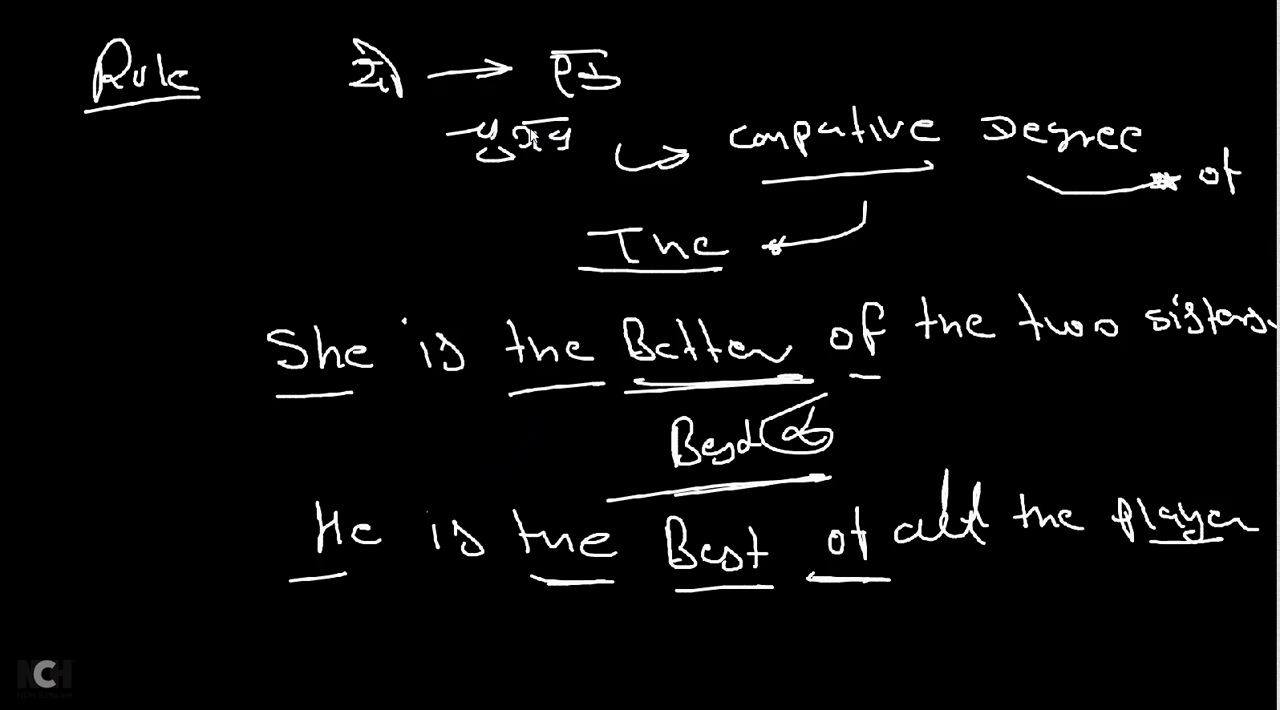 Rule
compative Degree
of
The
She is the Better of the two sisters.
Best
He is the Best of all the player